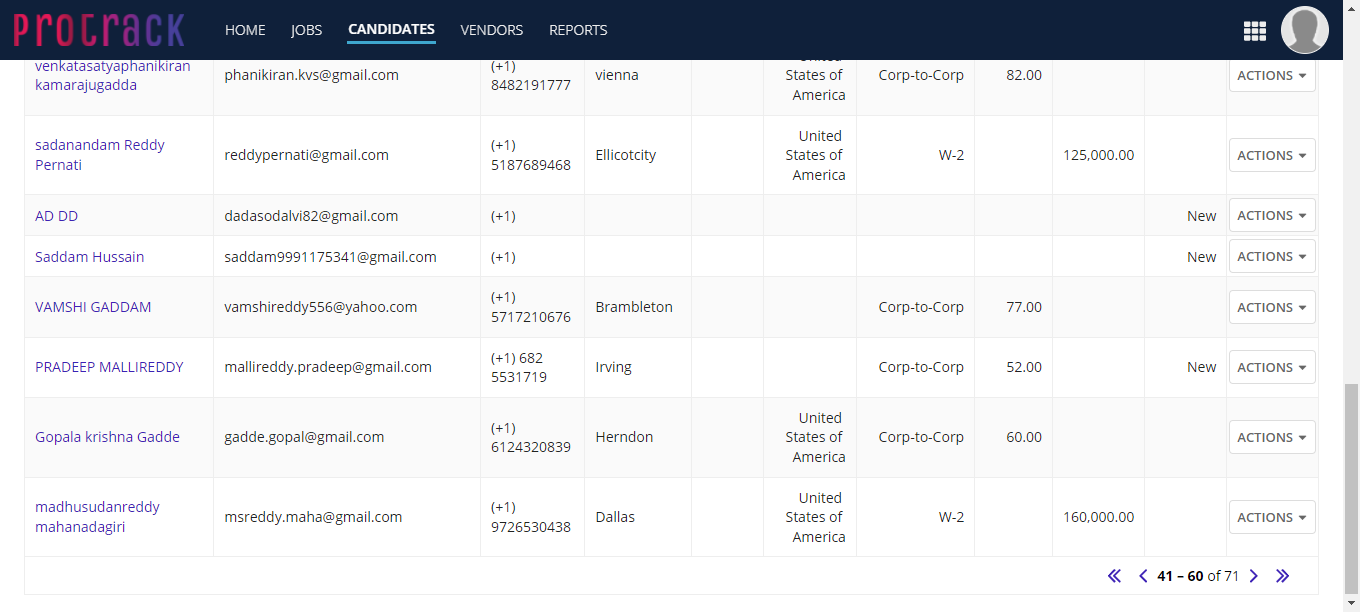 protrack HOME JOBS CANDIDATES VENDORS REPORTS
venkatasatyaphanikiran
kamarajugadda
phanikiran.kvs@gmail.com
(+1)
8482191777
vienna
United
States of
America
Corp-to-Corp
82.00
ACTIONS
sadanandam Reddy
Pernati
reddypernati@gmail.com
(+1)
5187689468
Ellicotcity
United
States of
America
W-2
125,000.00
ACTIONS
AD DD
dadasodalvi82@gmail.com
(+1)
New
ACTIONS
Saddam Hussain
saddam9991175341@gmail.com
(+1)
New
ACTIONS
VAMSHI GADDAM
vamshireddy556@yahoo.com
(+1)
5717210676
Brambleton
Corp-to-Corp
77.00
ACTIONS
PRADEEP MALLIREDDY
mallireddy.pradeep@gmail.com
(+1) 682
5531719
Irving
Corp-to-Corp
52.00
New
ACTIONS
Gopala krishna Gadde
gadde.gopal@gmail.com
(+1)
6124320839
Herndon
United
States of
America
Corp-to-Corp
60.00
ACTIONS
madhusudanreddy
mahanadagiri
msreddy.maha@gmail.com
(+1)
9726530438
Dallas
United
States of
America
W-2
160,000.00
ACTIONS
41 – 60 of 71